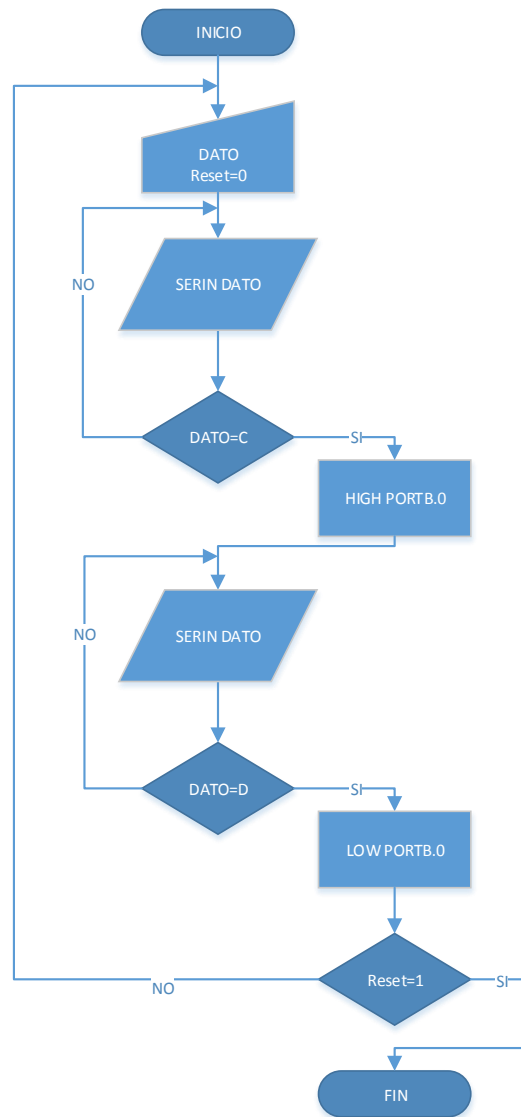 INICIO
DATO
Reset=0
SERIN DATO
NO
DATO=C
SI
HIGH PORTB.0
SERIN DATO
NO
DATO=D
SI
LOW PORTB.0
Reset=1
NO
SI
FIN